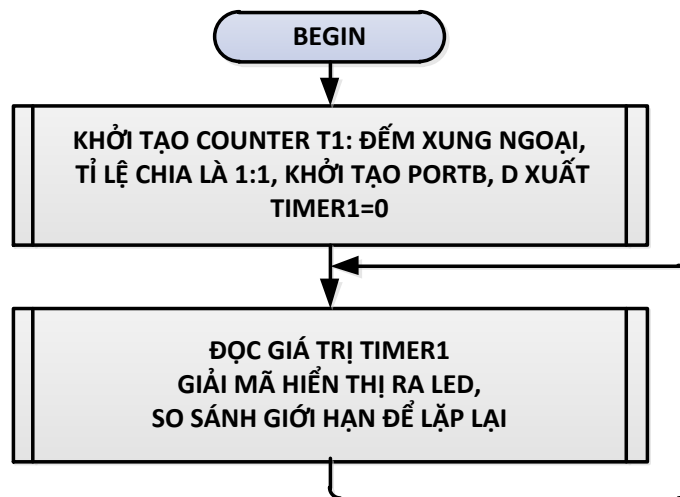 BEGIN
KHỞI TẠO COUNTER T1: ĐẾM XUNG NGOẠI,
TỈ LỆ CHIA LÀ 1:1, KHỞI TẠO PORTB, D XUẤT
TIMER1=0
ĐỌC GIÁ TRỊ TIMER1
GIẢI MÃ HIỂN THỊ RA LED,
SO SÁNH GIỚI HẠN ĐỂ LẶP LẠI